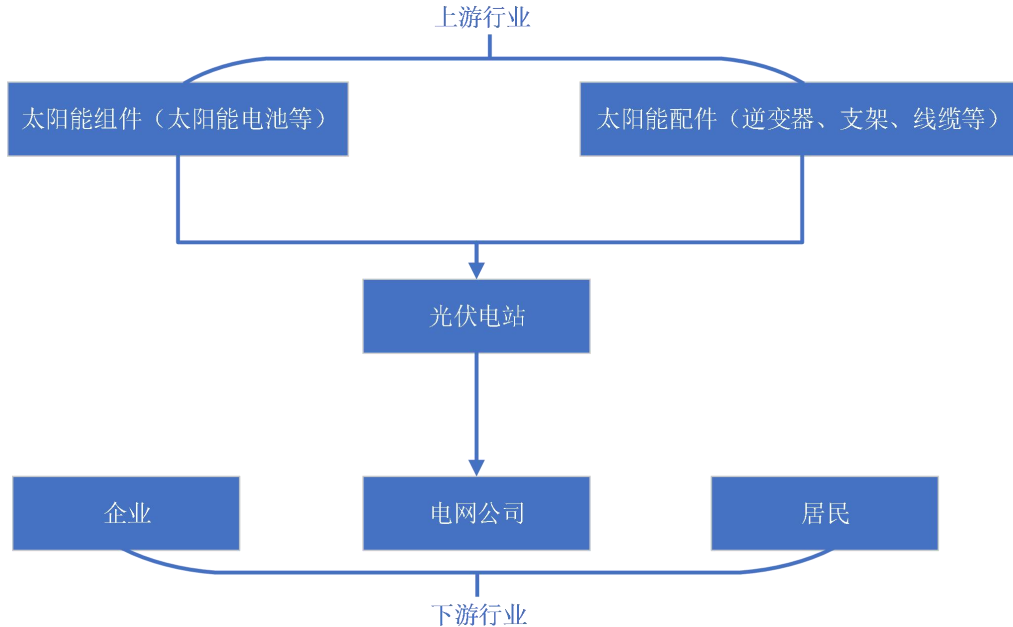 上游行业
太阳能组件（太阳能电池等）
太阳能配件（逆变器、支架、线缆等）
光伏电站
企业
电网公司
居民
下游行业